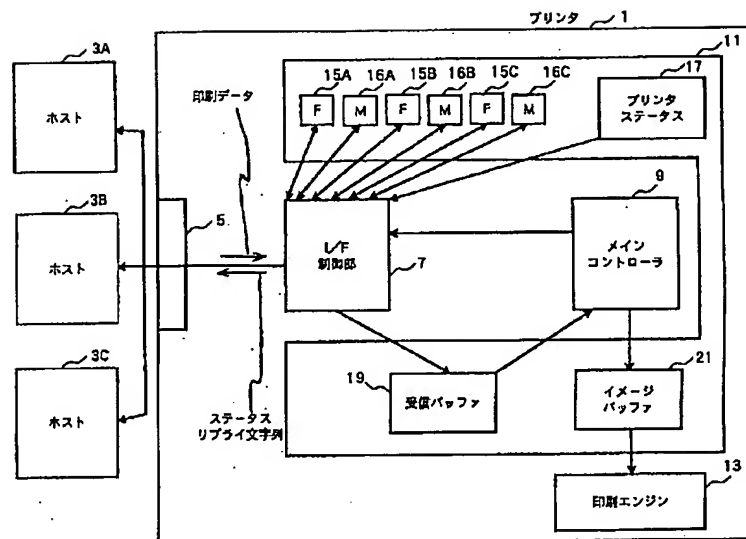 プリンタ 1
11
3A
ホスト
3B
ホスト
3C
ホスト
印刷データ
15A 16A 15B 16B 15C 16C
F M F M F M
17
プリンタ
ステータス
5
I/F
制御部
7
9
メイン
コントローラ
ステータス
リプライ文字列
19
受信バッファ
21
イメージ
バッファ
印刷エンジン
13